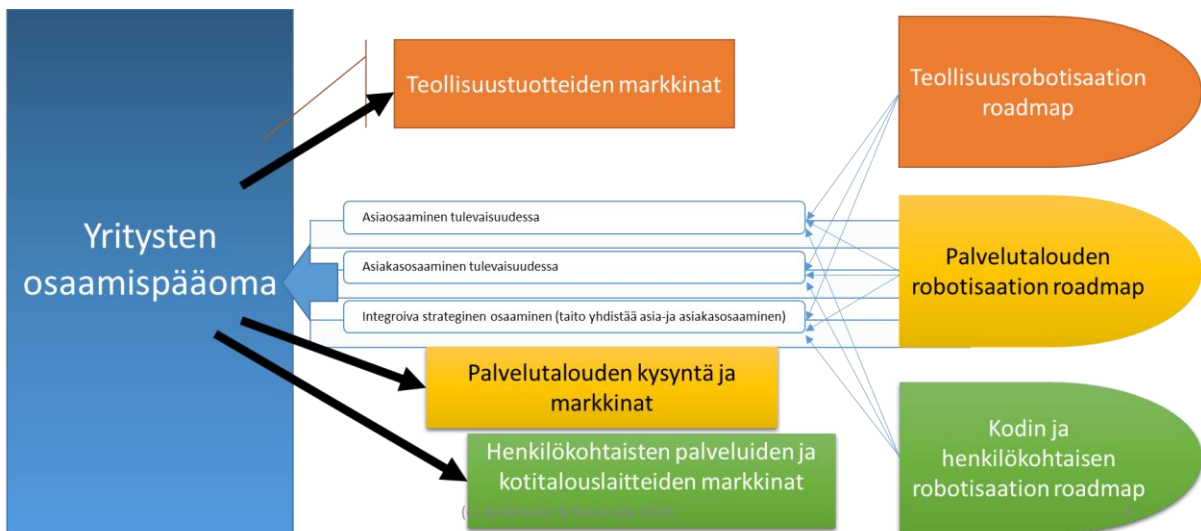 Yritysten
osaamispääoma
Teollisuustuotteiden markkinat
Teollisuusrobotisaation
roadmap
Asiaosaaminen tulevaisuudessa
Asiakasosaaminen tulevaisuudessa
Integroiva strateginen osaaminen (taito yhdistää asia-ja asiakasosaaminen)
Palvelutalouden
robotisaation roadmap
Palvelutalouden kysyntä ja
markkinat
Henkilökohtaisten palveluiden ja
kotitalouslaitteiden markkinat
Kodin ja
henkilökohtaisen
robotisaation roadmap